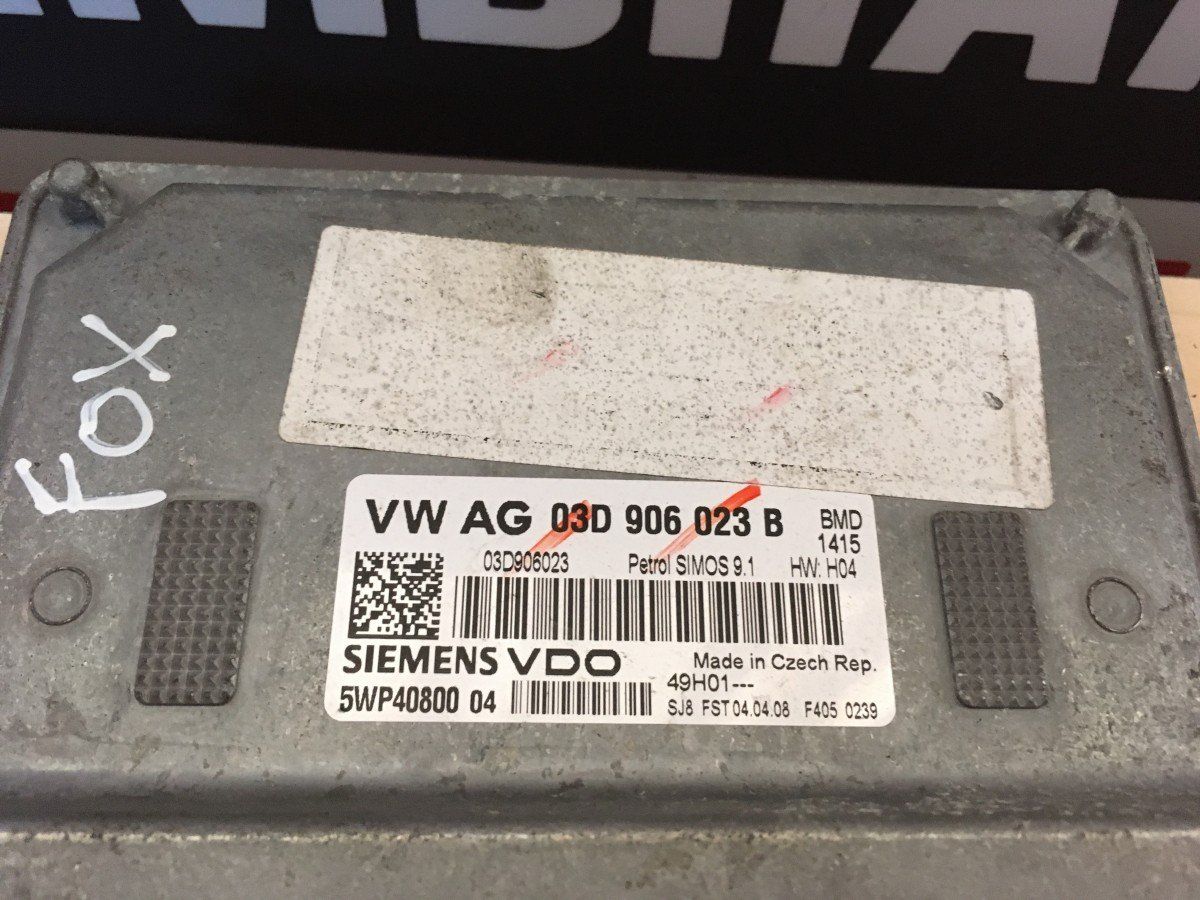 FOX
VW AG 03D 906 023 B BMD
1415
03D906023 Petrol SIMOS 9.1 HW: H04
SIEMENS VDO Made in Czech Rep.
49H01---
5WP40800 04 SJ8 FST 04.04.08 F405 0239